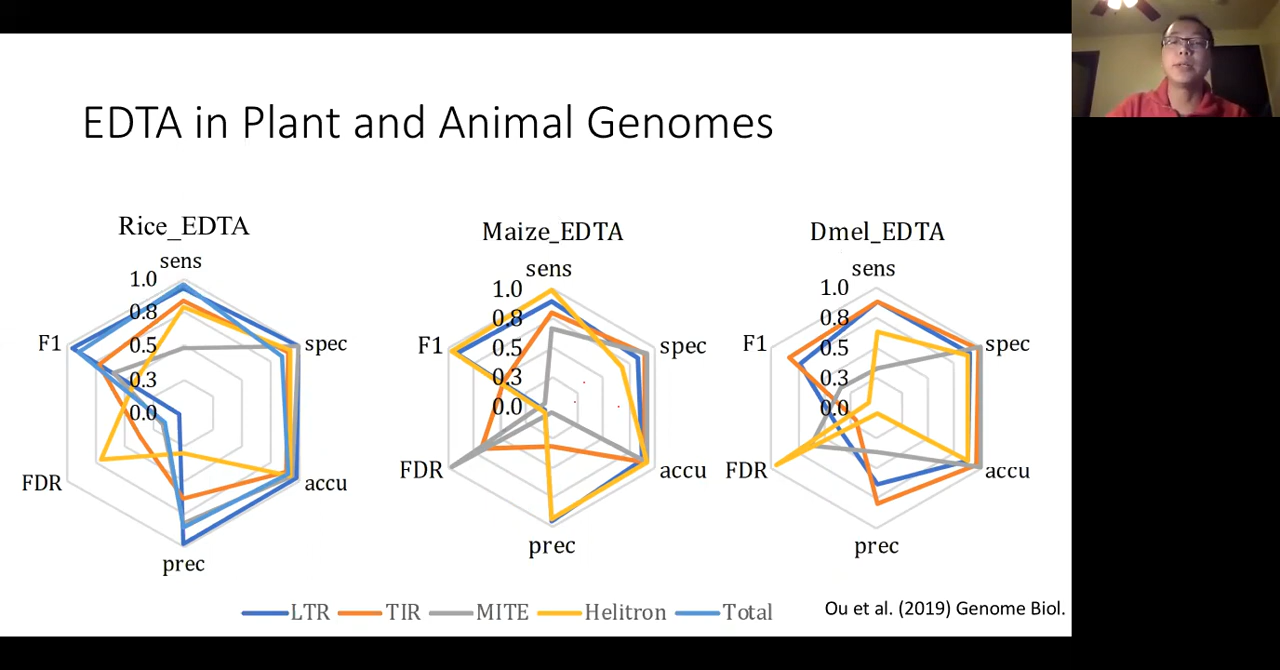 EDTA in Plant and Animal Genomes
Rice_EDTA
sens
1.0
0.8
0.5
0.3
0.0
F1
spec
FDR
accu
prec
Maize_EDTA
sens
1.0
0.8
0.5
0.3
0.0
F1
spec
FDR
accu
prec
Dmel_EDTA
sens
1.0
0.8
0.5
0.3
0.0
F1
spec
FDR
accu
prec
LTR TIR MITE Helitron Total
Ou et al. (2019) Genome Biol.